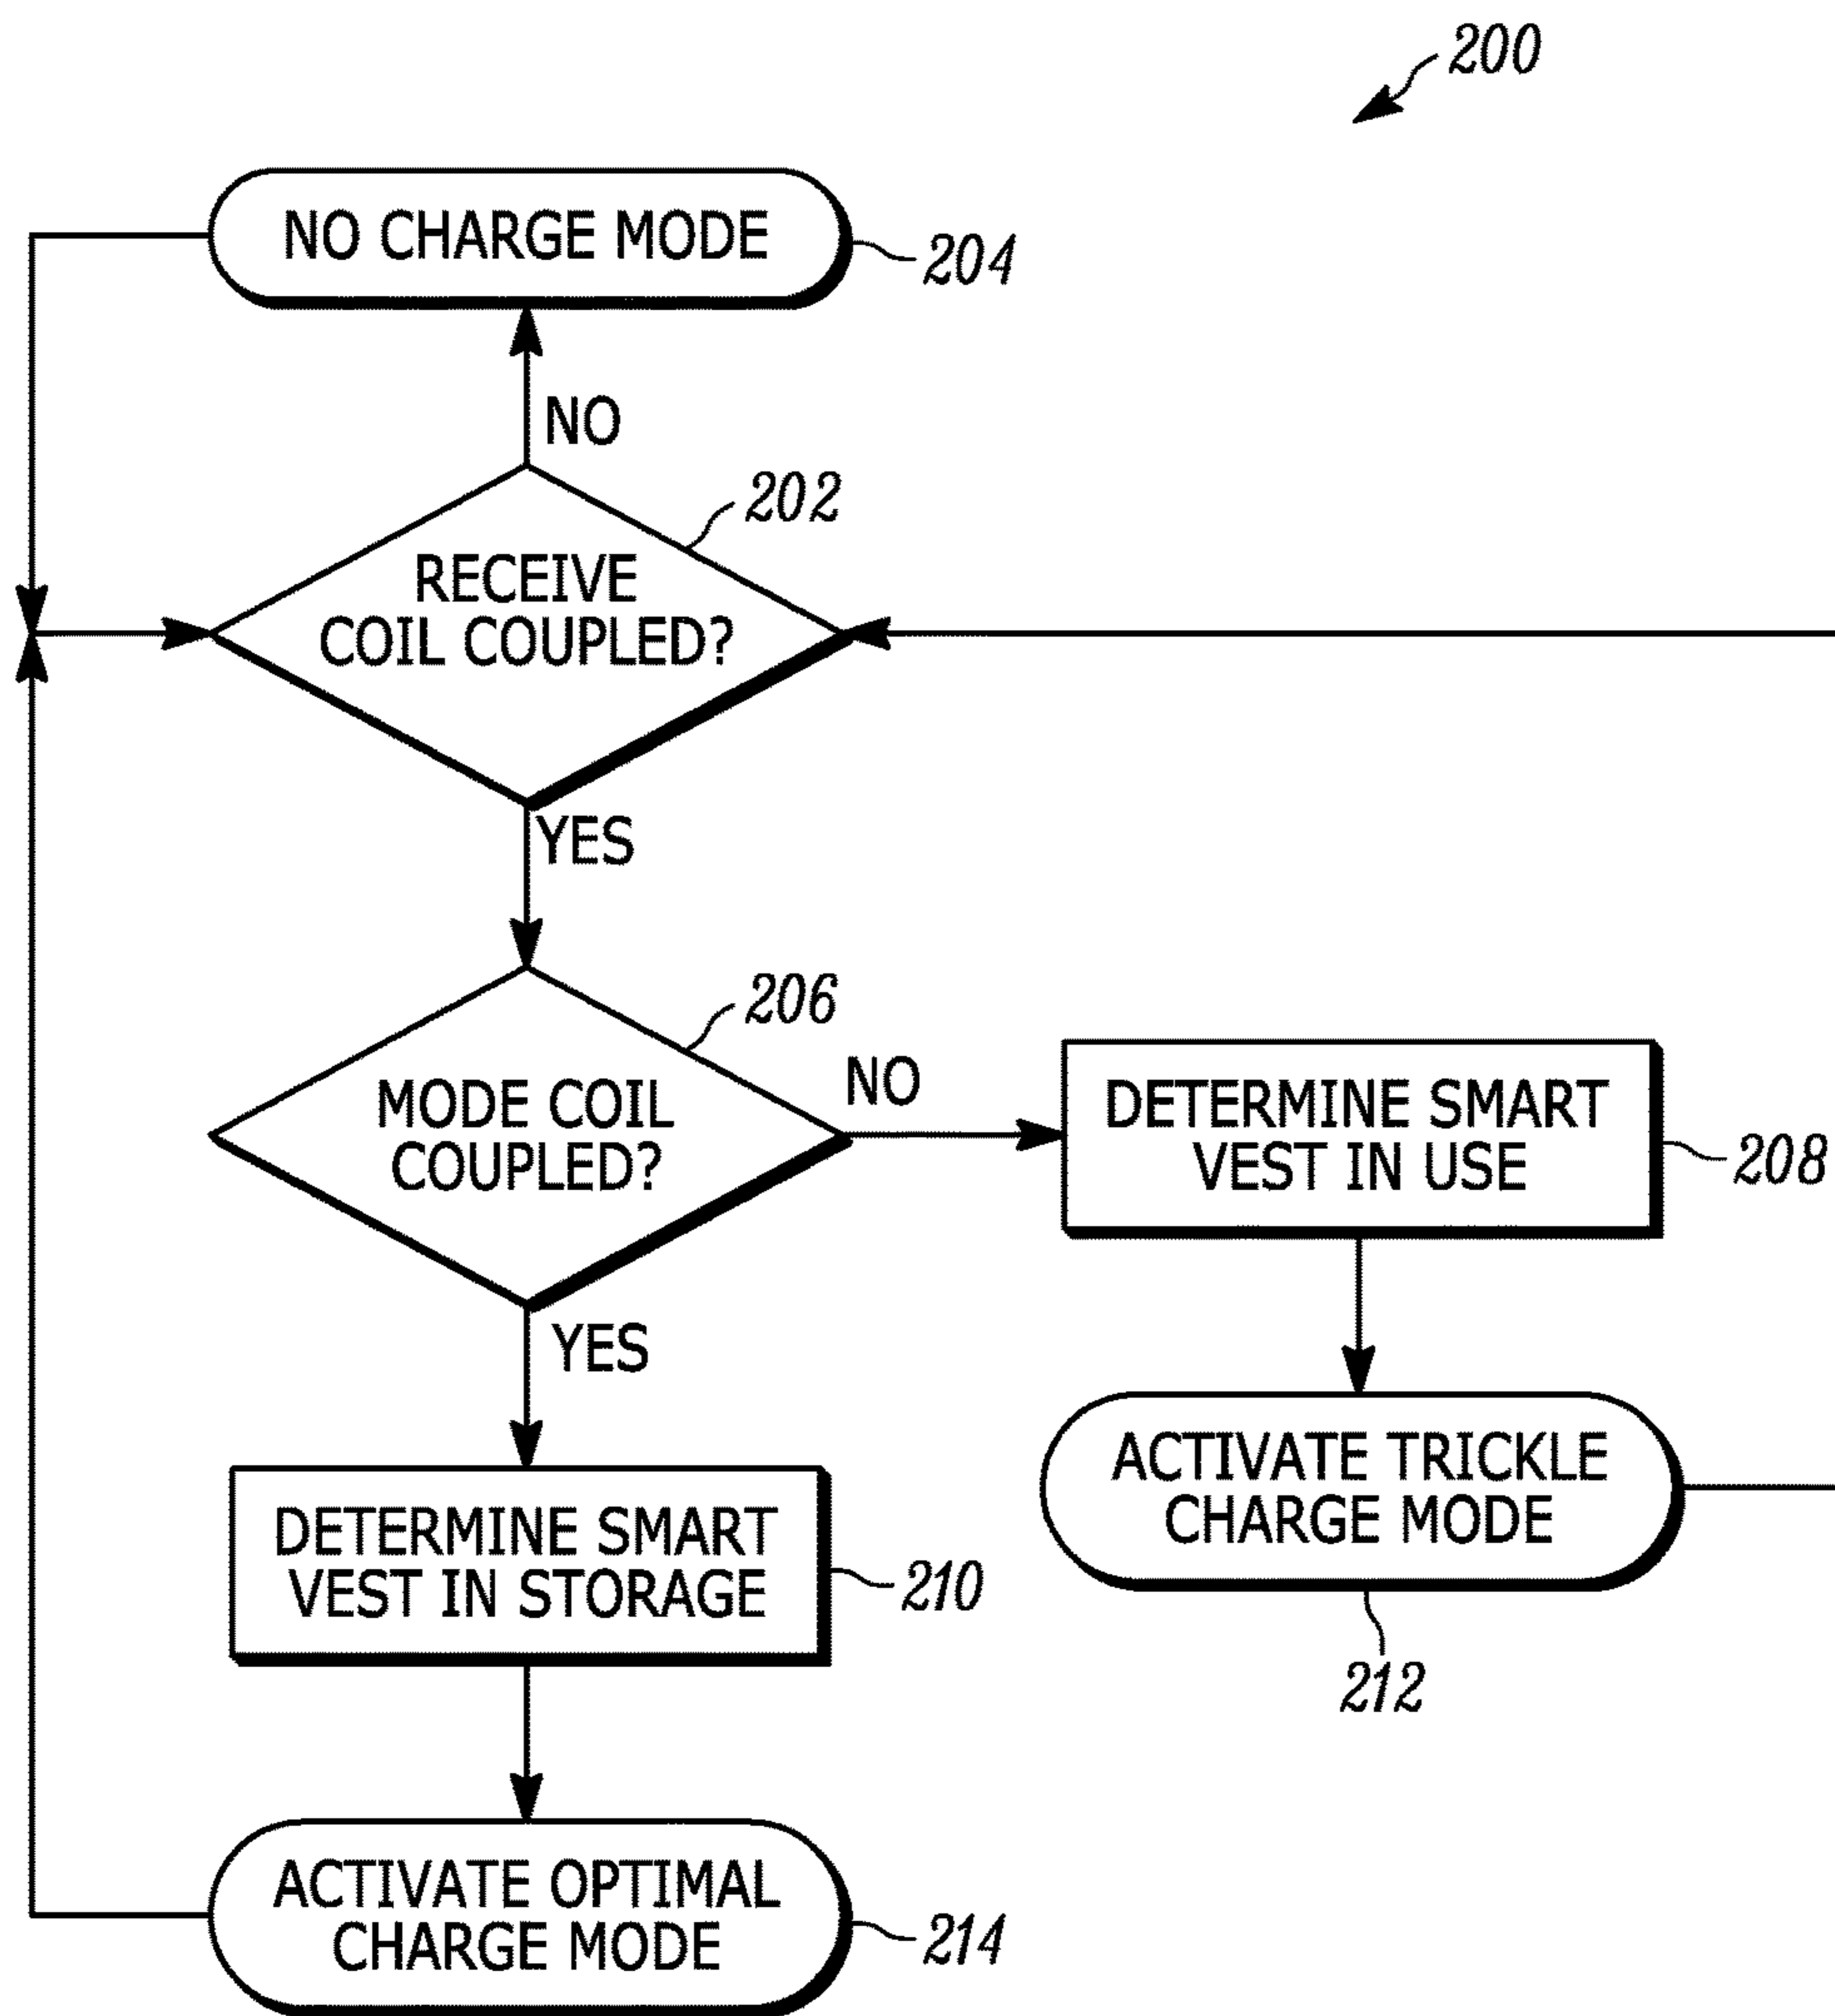 200
NO CHARGE MODE
204
NO
202
RECEIVE
COIL COUPLED?
YES
206
MODE COIL
COUPLED?
NO
DETERMINE SMART
VEST IN USE
208
YES
ACTIVATE TRICKLE
CHARGE MODE
212
DETERMINE SMART
VEST IN STORAGE
210
ACTIVATE OPTIMAL
CHARGE MODE
214